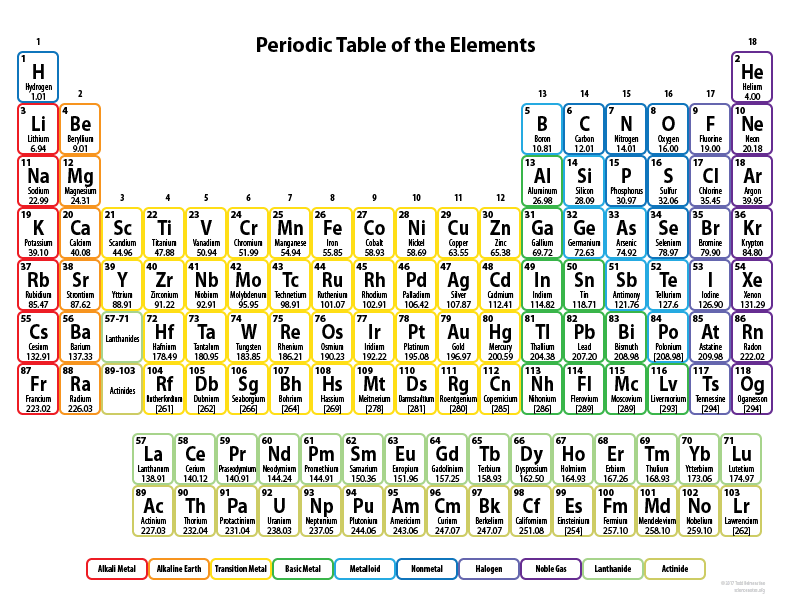 Periodic Table of the Elements
1 18
1 2
H He
Hydrogen Helium
1.01 2 13 14 15 16 17 4.00
3 4 5 6 7 8 9 10
Li Be B C N O F Ne
Lithium Beryllium Boron Carbon Nitrogen Oxygen Fluorine Neon
6.94 9.01 10.81 12.01 14.01 16.00 19.00 20.18
11 12 13 14 15 16 17 18
Na Mg Al Si P S Cl Ar
Sodium Magnesium Aluminum Silicon Phosphorus Sulfur Chlorine Argon
22.99 24.31 3 4 5 6 7 8 9 10 11 12 26.98 28.09 30.97 32.06 35.45 39.95
19 20 21 22 23 24 25 26 27 28 29 30 31 32 33 34 35 36
K Ca Sc Ti V Cr Mn Fe Co Ni Cu Zn Ga Ge As Se Br Kr
Potassium Calcium Scandium Titanium Vanadium Chromium Manganese Iron Cobalt Nickel Copper Zinc Gallium Germanium Arsenic Selenium Bromine Krypton
39.10 40.08 44.96 47.88 50.94 51.99 54.94 55.85 58.93 58.69 63.55 65.38 69.72 72.63 74.92 78.97 79.90 84.80
37 38 39 40 41 42 43 44 45 46 47 48 49 50 51 52 53 54
Rb Sr Y Zr Nb Mo Tc Ru Rh Pd Ag Cd In Sn Sb Te I Xe
Rubidium Strontium Yttrium Zirconium Niobium Molybdenum Technetium Ruthenium Rhodium Palladium Silver Cadmium Indium Tin Antimony Tellurium Iodine Xenon
85.47 87.62 88.91 91.22 92.91 95.95 98.91 101.07 102.91 106.42 107.87 112.41 114.82 118.71 121.76 127.6 126.90 131.29
55 56 57-71 72 73 74 75 76 77 78 79 80 81 82 83 84 85 86
Cs Ba Lanthanides Hf Ta W Re Os Ir Pt Au Hg Tl Pb Bi Po At Rn
Cesium Barium Hafnium Tantalum Tungsten Rhenium Osmium Iridium Platinum Gold Mercury Thallium Lead Bismuth Polonium Astatine Radon
132.91 137.33 178.49 180.95 183.85 186.21 190.23 192.22 195.08 196.97 200.59 204.38 207.20 208.98 [208.98] 209.98 222.02
87 88 89-103 104 105 106 107 108 109 110 111 112 113 114 115 116 117 118
Fr Ra Actinides Rf Db Sg Bh Hs Mt Ds Rg Cn Nh Fl Mc Lv Ts Og
Francium Radium Rutherfordium Dubnium Seaborgium Bohrium Hassium Meitnerium Darmstadtium Roentgenium Copernicium Nihonium Flerovium Moscovium Livermorium Tennessine Oganesson
223.02 226.03 [261] [262] [266] [264] [269] [278] [281] [280] [285] [286] [289] [289] [293] [294] [294]
57 58 59 60 61 62 63 64 65 66 67 68 69 70 71
La Ce Pr Nd Pm Sm Eu Gd Tb Dy Ho Er Tm Yb Lu
Lanthanum Cerium Praseodymium Neodymium Promethium Samarium Europium Gadolinium Terbium Dysprosium Holmium Erbium Thulium Ytterbium Lutetium
138.91 140.12 140.91 144.24 144.91 150.36 151.96 157.25 158.93 162.50 164.93 167.26 168.93 173.06 174.97
89 90 91 92 93 94 95 96 97 98 99 100 101 102 103
Ac Th Pa U Np Pu Am Cm Bk Cf Es Fm Md No Lr
Actinium Thorium Protactinium Uranium Neptunium Plutonium Americium Curium Berkelium Californium Einsteinium Fermium Mendelevium Nobelium Lawrencium
227.03 232.04 231.04 238.03 237.05 244.06 243.06 247.07 247.07 251.08 [254] 257.10 258.10 259.10 [262]
Alkali Metal Alkaline Earth Transition Metal Basic Metal Metalloid Nonmetal Halogen Noble Gas Lanthanide Actinide
© 2017 Todd Helmenstine